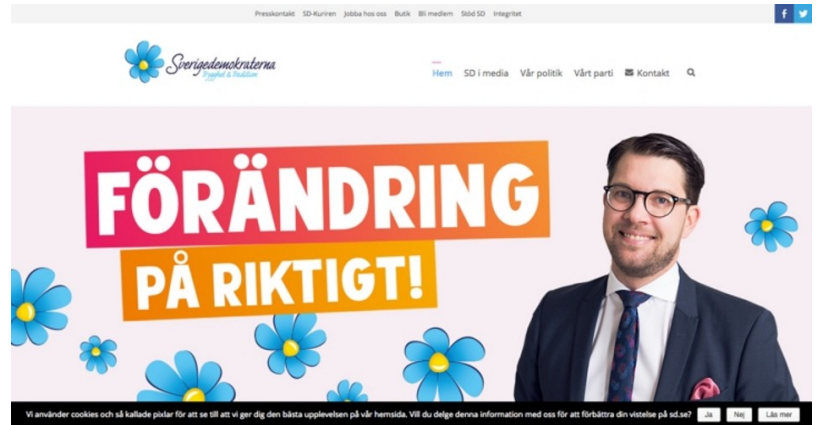 Presskontakt SD-Kuriren Jobba hos oss Butik Bli medlem Stöd SD Integritet
Sverigedemokraterna
Trygghet & Tradition
Hem SD i media Vår politik Vårt parti Kontakt
FÖRÄNDRING
PÅ RIKTIGT!
Vi använder cookies och så kallade pixlar för att se till att vi ger dig den bästa upplevelsen på vår hemsida. Vill du delge denna information med oss för att förbättra din vistelse på sd.se? Ja Nej Läs mer